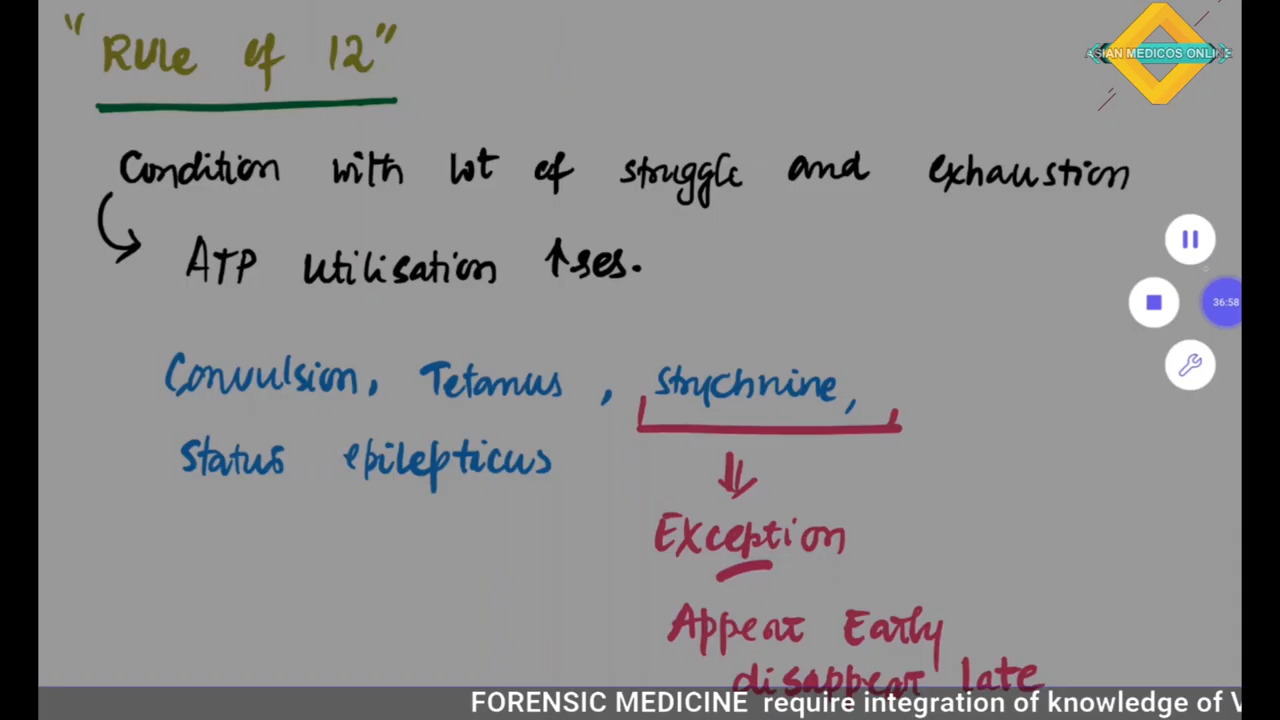 "Rule of 12"
ASIAN MEDICOS ONLINE
Condition with lot of struggle and exhaustion
ATP utilisation ↑ses.
36:58
Convulsion, Tetanus, strychnine,
status epilepticus
Exception
Appear Early
disappear late
FORENSIC MEDICINE require integration of knowledge of V